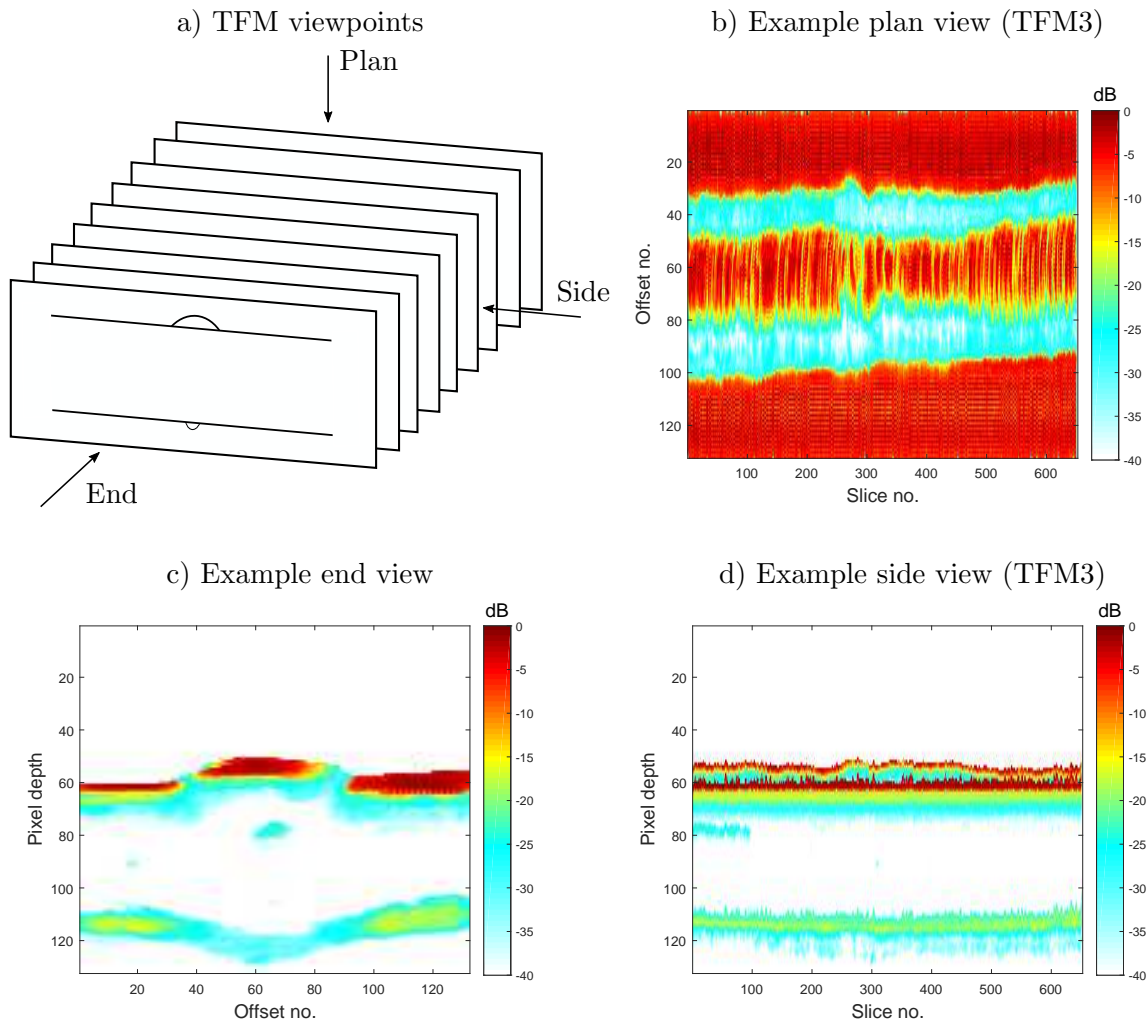 a) TFM viewpoints
Plan
Side
End
b) Example plan view (TFM3)
dB
0
-5
-10
-15
-20
-25
-30
-35
-40
20
40
60
80
100
120
Offset no.
100 200 300 400 500 600
Slice no.
c) Example end view
dB
0
-5
-10
-15
-20
-25
-30
-35
-40
20
40
60
80
100
120
Pixel depth
20 40 60 80 100 120
Offset no.
d) Example side view (TFM3)
dB
0
-5
-10
-15
-20
-25
-30
-35
-40
20
40
60
80
100
120
Pixel depth
100 200 300 400 500 600
Slice no.